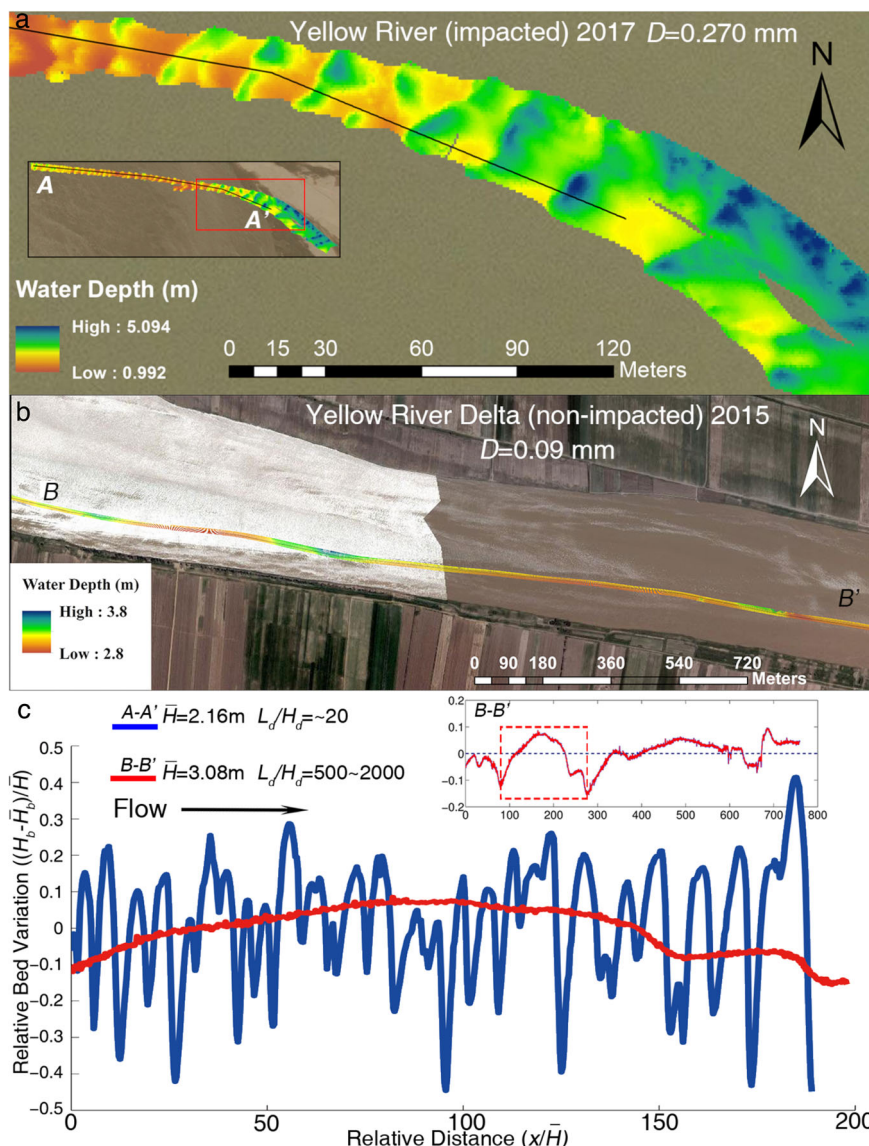 a
Yellow River (impacted) 2017 D=0.270 mm
N
A
A’
Water Depth (m)
High : 5.094
Low : 0.992
0 15 30 60 90 120
Meters
b
Yellow River Delta (non-impacted) 2015
D=0.09 mm
N
B
B’
Water Depth (m)
High : 3.8
Low : 2.8
0 90 180 360 540 720
Meters
c
A-A’ H̅=2.16m Ld/Hd=~20
B-B’ H̅=3.08m Ld/Hd=500~2000
Flow
B-B’
0.2
0.1
0
-0.1
-0.2
0 100 200 300 400 500 600 700 800
Relative Bed Variation ((Hb-H̅b)/H̅)
0.5
0.4
0.3
0.2
0.1
0
-0.1
-0.2
-0.3
-0.4
-0.5
0 50 100 150 200
Relative Distance (x/H)